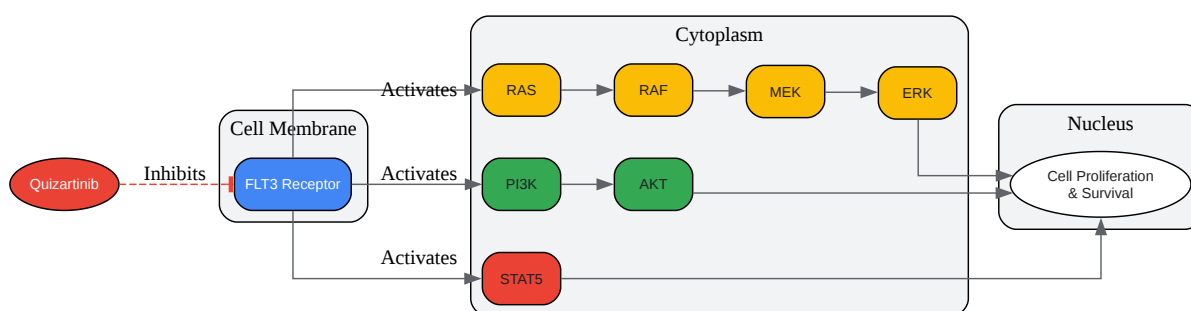 Cytoplasm
Activates
RAS
RAF
MEK
ERK
Cell Membrane
Nucleus
Quizartinib
Inhibits
FLT3 Receptor
Activates
PI3K
AKT
Cell Proliferation
& Survival
Activates
STAT5